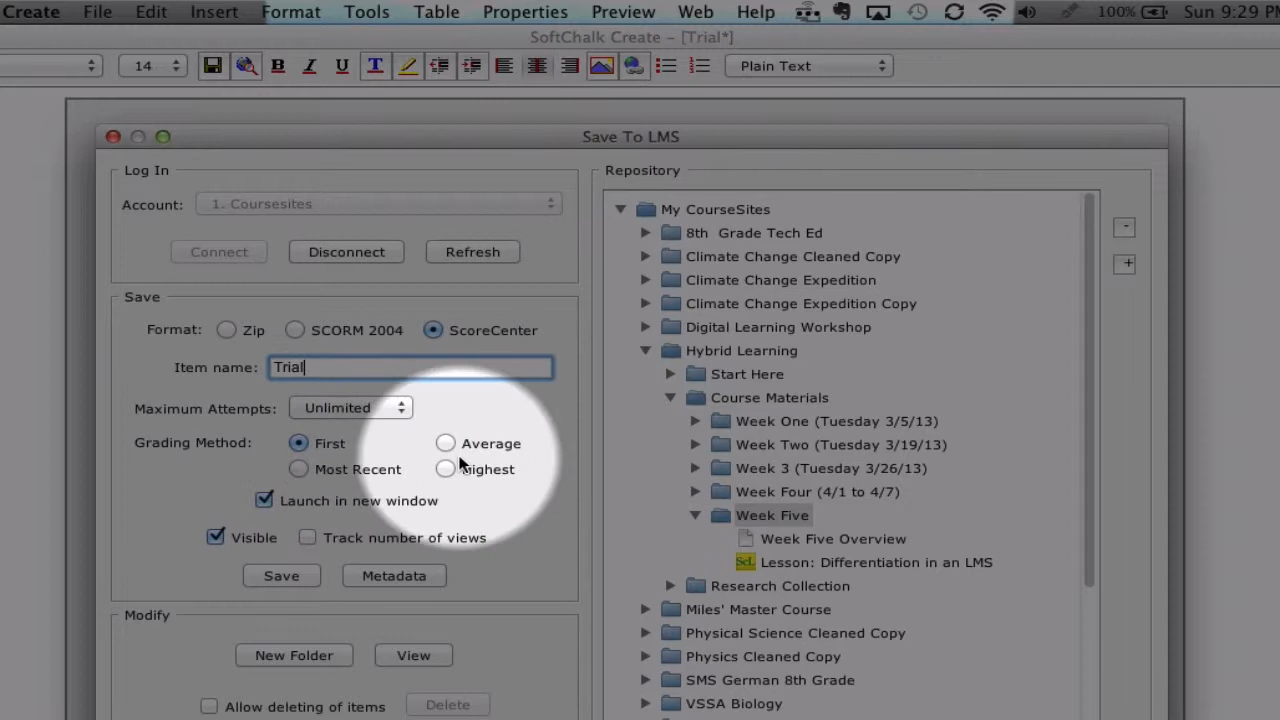 Create File Edit Insert Format Tools Table Properties Preview Web Help 100% Sun 9:29 P
SoftChalk Create – [Trial*]
14 B I U T Plain Text
Save To LMS
Log In
Account: 1. Coursesites
Connect Disconnect Refresh
Save
Format: Zip SCORM 2004 ScoreCenter
Item name: Trial
Maximum Attempts: Unlimited
Grading Method: First Average
Most Recent Highest
Launch in new window
Visible Track number of views
Save Metadata
Modify
New Folder View
Allow deleting of items Delete
Repository
My CourseSites
8th Grade Tech Ed
Climate Change Cleaned Copy
Climate Change Expedition
Climate Change Expedition Copy
Digital Learning Workshop
Hybrid Learning
Start Here
Course Materials
Week One (Tuesday 3/5/13)
Week Two (Tuesday 3/19/13)
Week 3 (Tuesday 3/26/13)
Week Four (4/1 to 4/7)
Week Five
Week Five Overview
ScL Lesson: Differentiation in an LMS
Research Collection
Miles' Master Course
Physical Science Cleaned Copy
Physics Cleaned Copy
SMS German 8th Grade
VSSA Biology
-
+